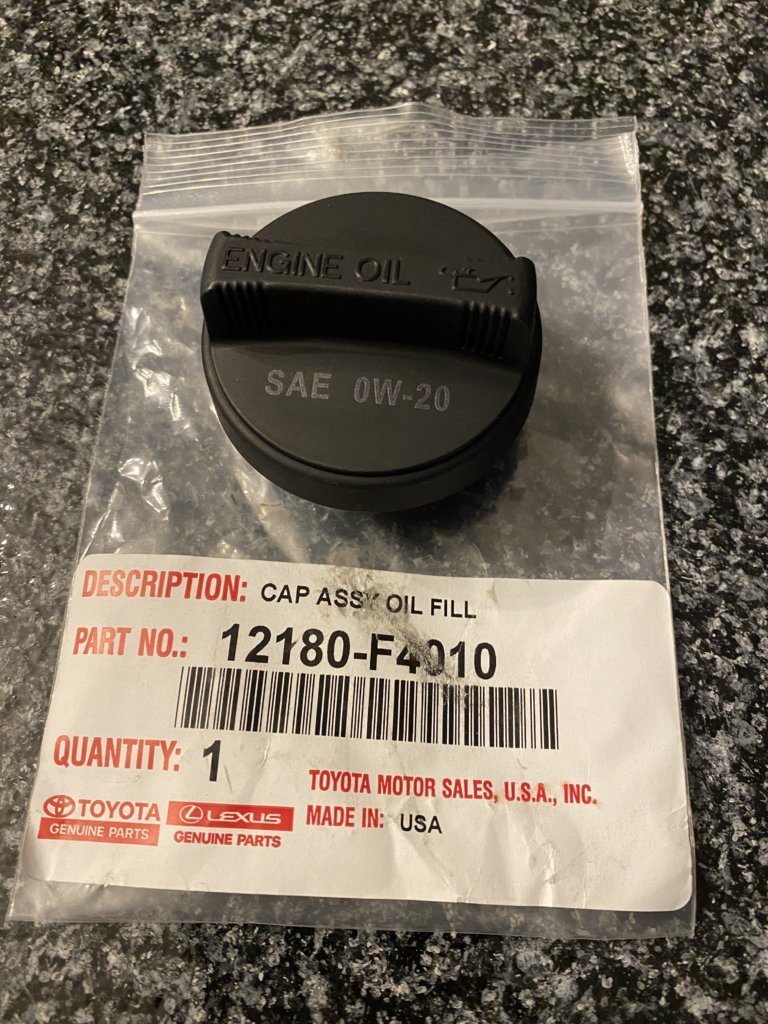 ENGINE OIL
SAE 0W-20
DESCRIPTION: CAP ASSY OIL FILL
PART NO.: 12180-F4010
QUANTITY: 1
TOYOTA MOTOR SALES, U.S.A., INC.
MADE IN: USA
TOYOTA
GENUINE PARTS
LEXUS
GENUINE PARTS